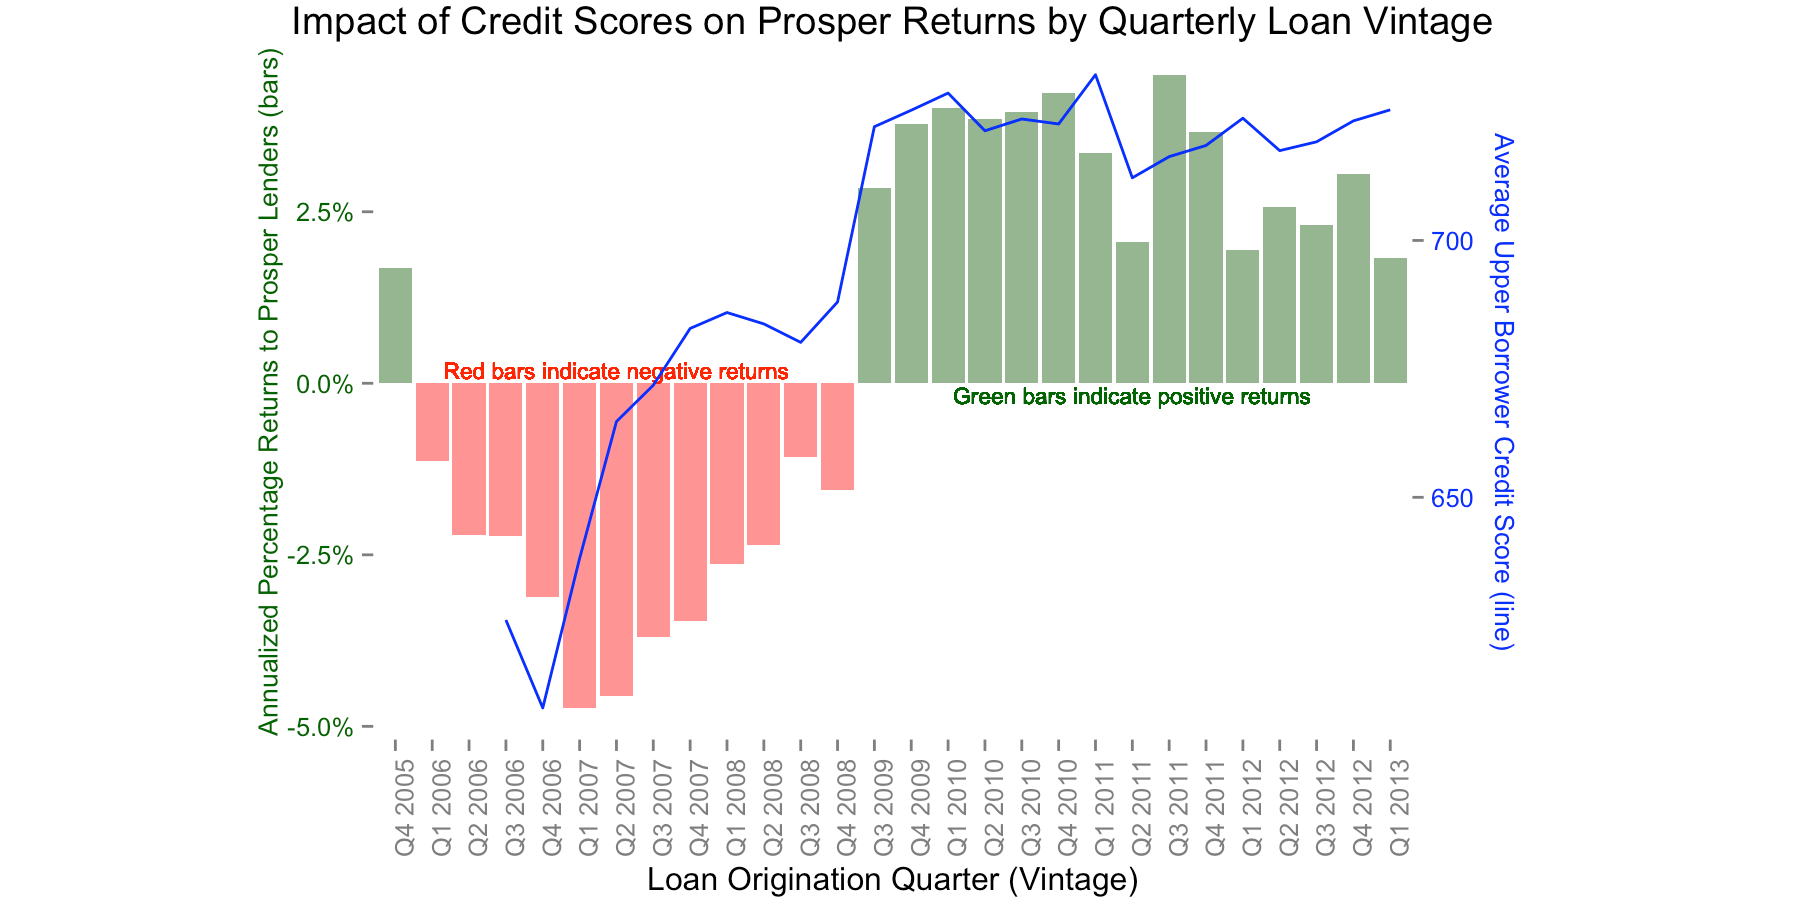 Impact of Credit Scores on Prosper Returns by Quarterly Loan Vintage
Annualized Percentage Returns to Prosper Lenders (bars)
2.5%
0.0%
-2.5%
-5.0%
Red bars indicate negative returns
Green bars indicate positive returns
700
650
Average Upper Borrower Credit Score (line)
Q4 2005
Q1 2006
Q2 2006
Q3 2006
Q4 2006
Q1 2007
Q2 2007
Q3 2007
Q4 2007
Q1 2008
Q2 2008
Q3 2008
Q4 2008
Q3 2009
Q4 2009
Q1 2010
Q2 2010
Q3 2010
Q4 2010
Q1 2011
Q2 2011
Q3 2011
Q4 2011
Q1 2012
Q2 2012
Q3 2012
Q4 2012
Q1 2013
Loan Origination Quarter (Vintage)